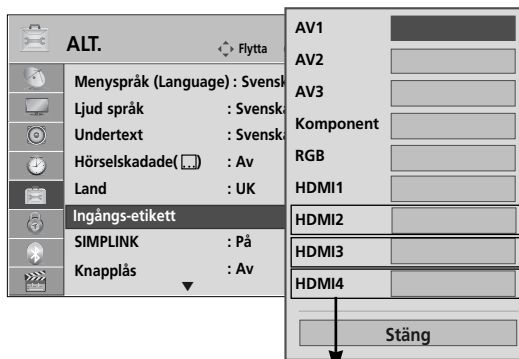 ALT.
Flytta
Menyspråk (Language) : Svensk
Ljud språk : Svenska
Undertext : Svensk
Hörselskadade( ) : Av
Land : UK
Ingångs-etikett
SIMPLINK : På
Knapplås : Av
AV1
AV2
AV3
Komponent
RGB
HDMI1
HDMI2
HDMI3
HDMI4
Stäng